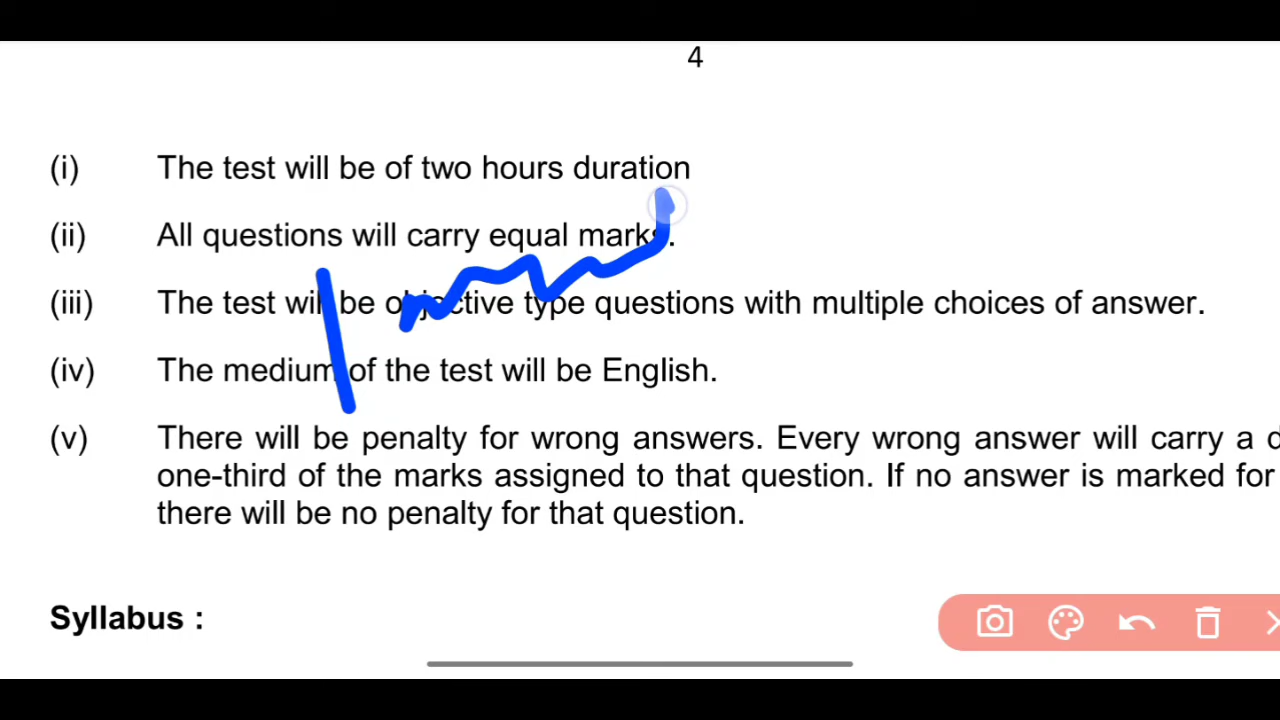 4
(i) The test will be of two hours duration
(ii) All questions will carry equal marks.
(iii) The test will be objective type questions with multiple choices of answer.
(iv) The medium of the test will be English.
(v) There will be penalty for wrong answers. Every wrong answer will carry a d
one-third of the marks assigned to that question. If no answer is marked for
there will be no penalty for that question.
Syllabus :